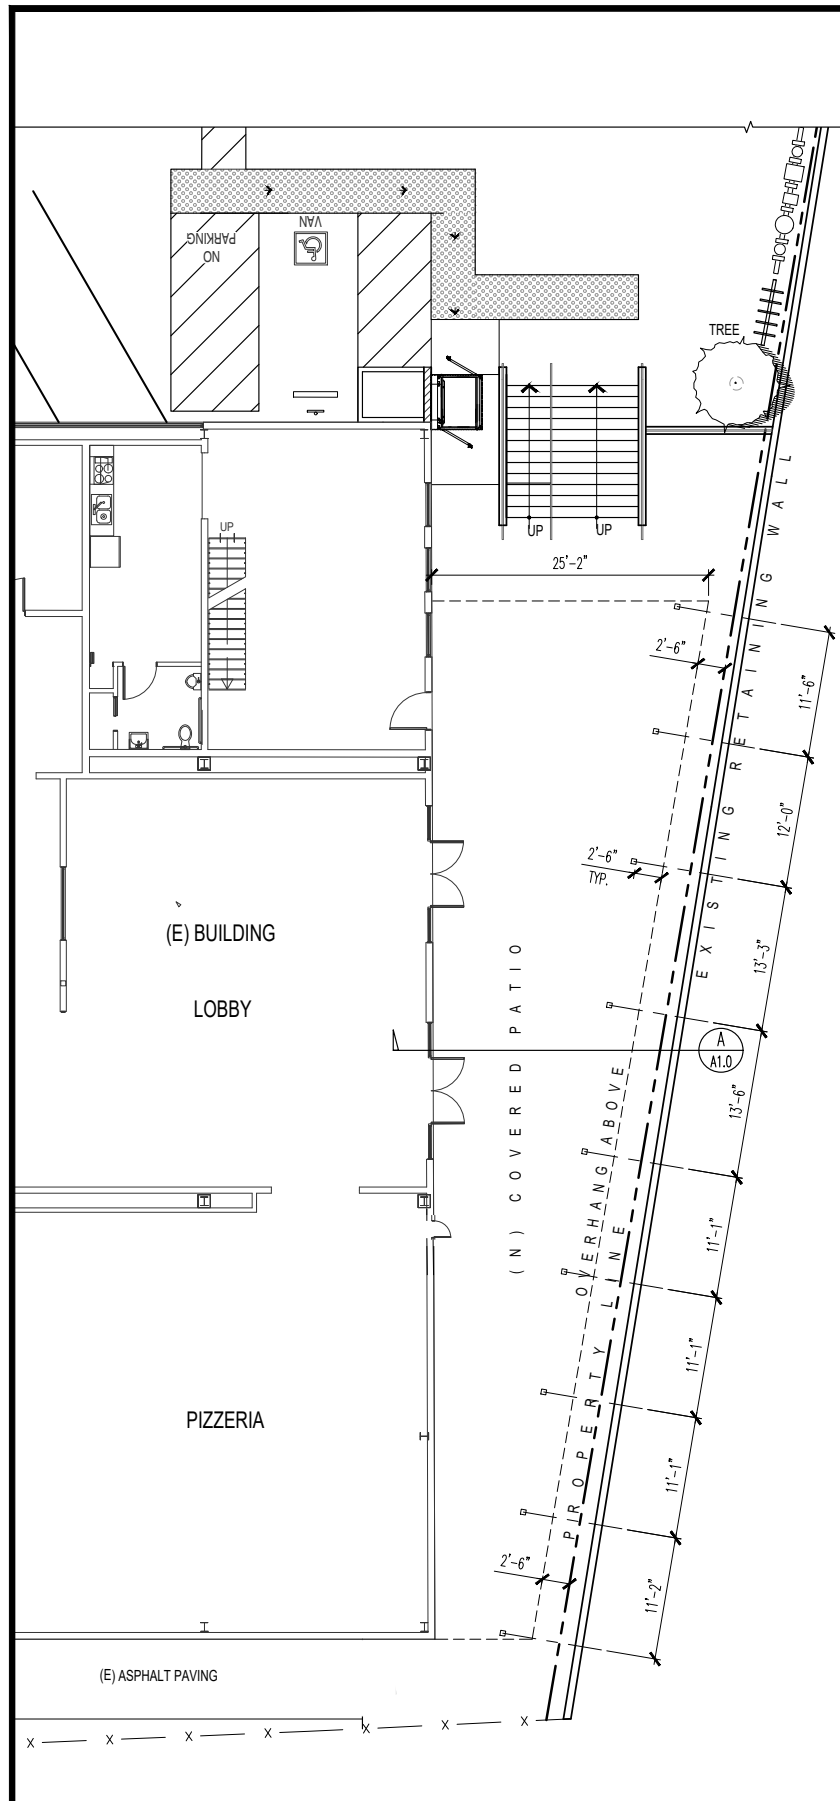 VAN
NO
PARKING
TREE
UP
UP
UP
25'-2"
2'-6"
11'-6"
12'-0"
2'-6"
TYP.
13'-3"
EXISTING RETAINING WALL
(E) BUILDING
LOBBY
(N) COVERED PATIO
A
A1.0
OVERHANG ABOVE
13'-6"
11'-1"
PROPERTY LINE
11'-1"
PIZZERIA
11'-1"
2'-6"
11'-2"
(E) ASPHALT PAVING
X X X X X X X